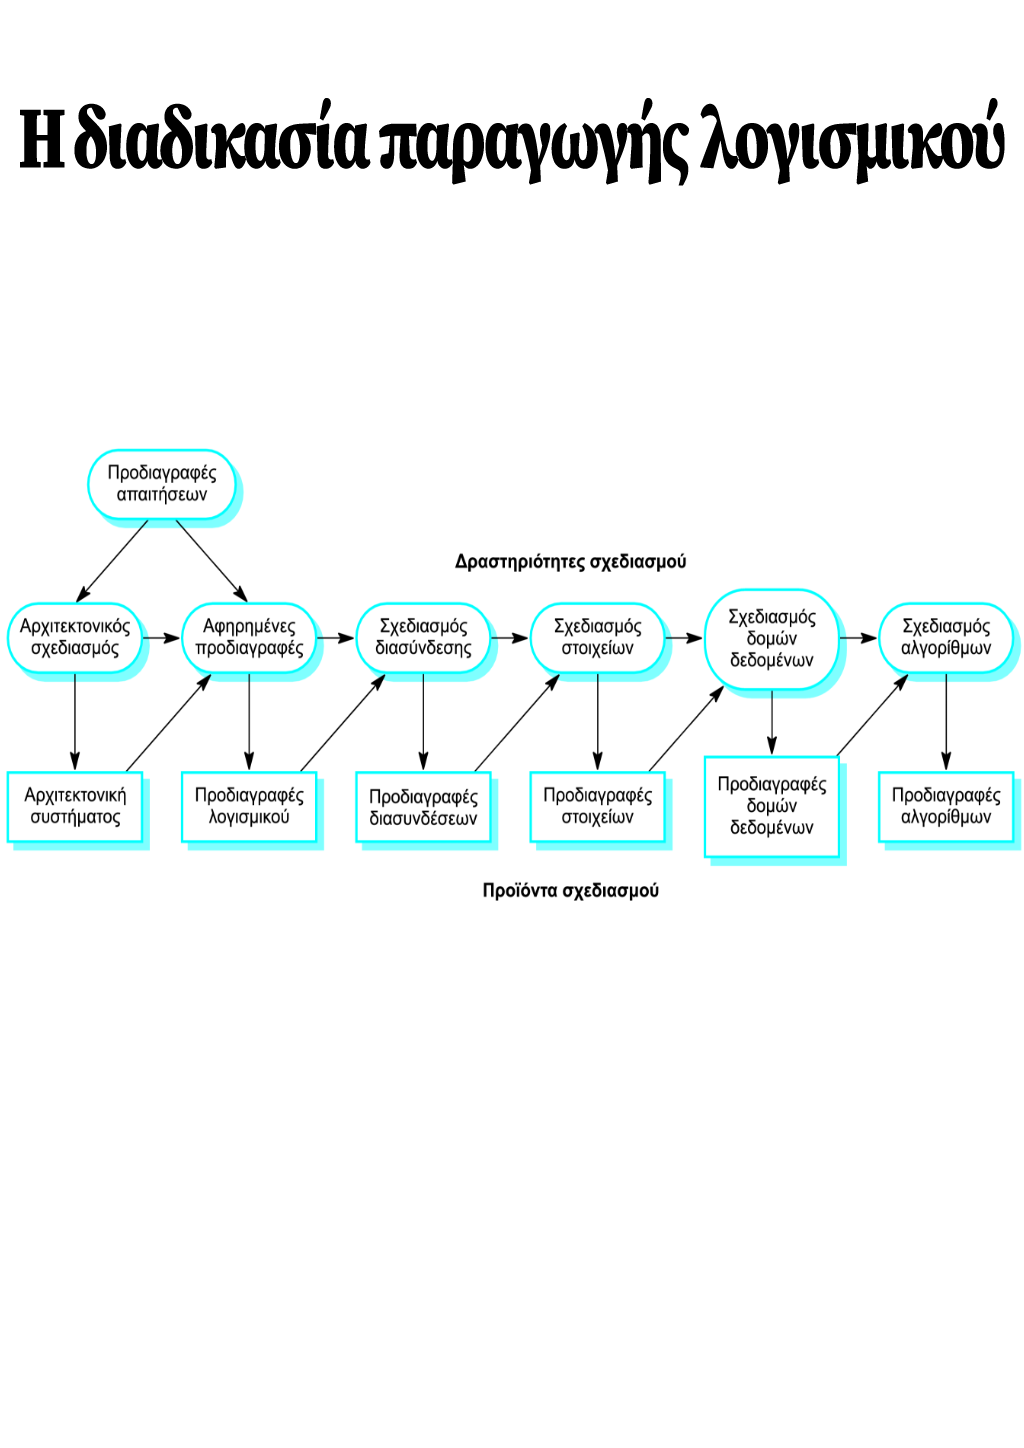 Η διαδικασία παραγωγής λογισμικού
Προδιαγραφές
απαιτήσεων
Δραστηριότητες σχεδιασμού
Αρχιτεκτονικός
σχεδιασμός
Αφηρημένες
προδιαγραφές
Σχεδιασμός
διασύνδεσης
Σχεδιασμός
στοιχείων
Σχεδιασμός
δομών
δεδομένων
Σχεδιασμός
αλγορίθμων
Αρχιτεκτονική
συστήματος
Προδιαγραφές
λογισμικού
Προδιαγραφές
διασυνδέσεων
Προδιαγραφές
στοιχείων
Προδιαγραφές
δομών
δεδομένων
Προδιαγραφές
αλγορίθμων
Προϊόντα σχεδιασμού